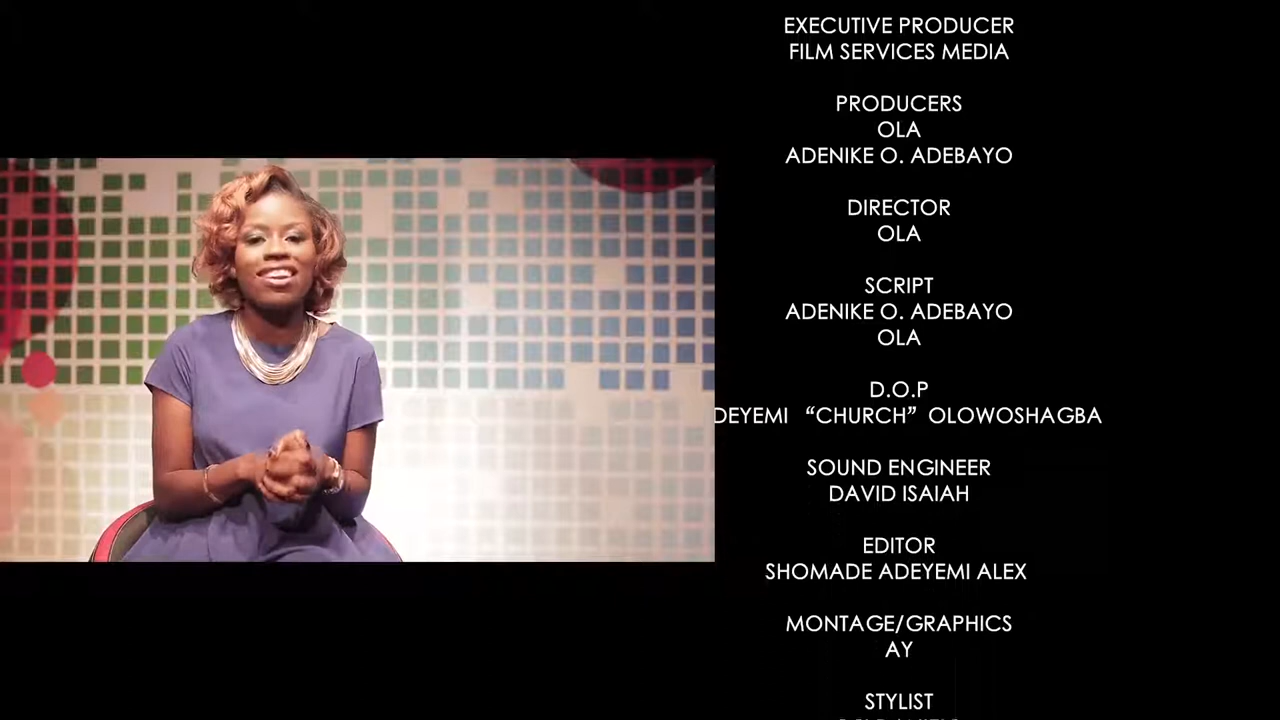 EXECUTIVE PRODUCER
FILM SERVICES MEDIA
PRODUCERS
OLA
ADENIKE O. ADEBAYO
DIRECTOR
OLA
SCRIPT
ADENIKE O. ADEBAYO
OLA
D.O.P
DEYEMI “CHURCH” OLOWOSHAGBA
SOUND ENGINEER
DAVID ISAIAH
EDITOR
SHOMADE ADEYEMI ALEX
MONTAGE/GRAPHICS
AY
STYLIST